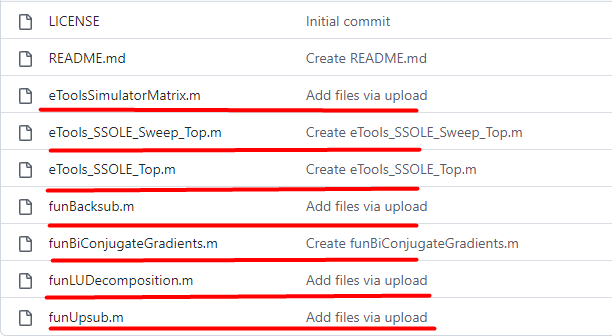 LICENSE Initial commit
README.md Create README.md
eToolsSimulatorMatrix.m Add files via upload
eTools_SSOLE_Sweep_Top.m Create eTools_SSOLE_Sweep_Top.m
eTools_SSOLE_Top.m Create eTools_SSOLE_Top.m
funBacksub.m Add files via upload
funBiConjugateGradients.m Create funBiConjugateGradients.m
funLUDecomposition.m Add files via upload
funUpsub.m Add files via upload